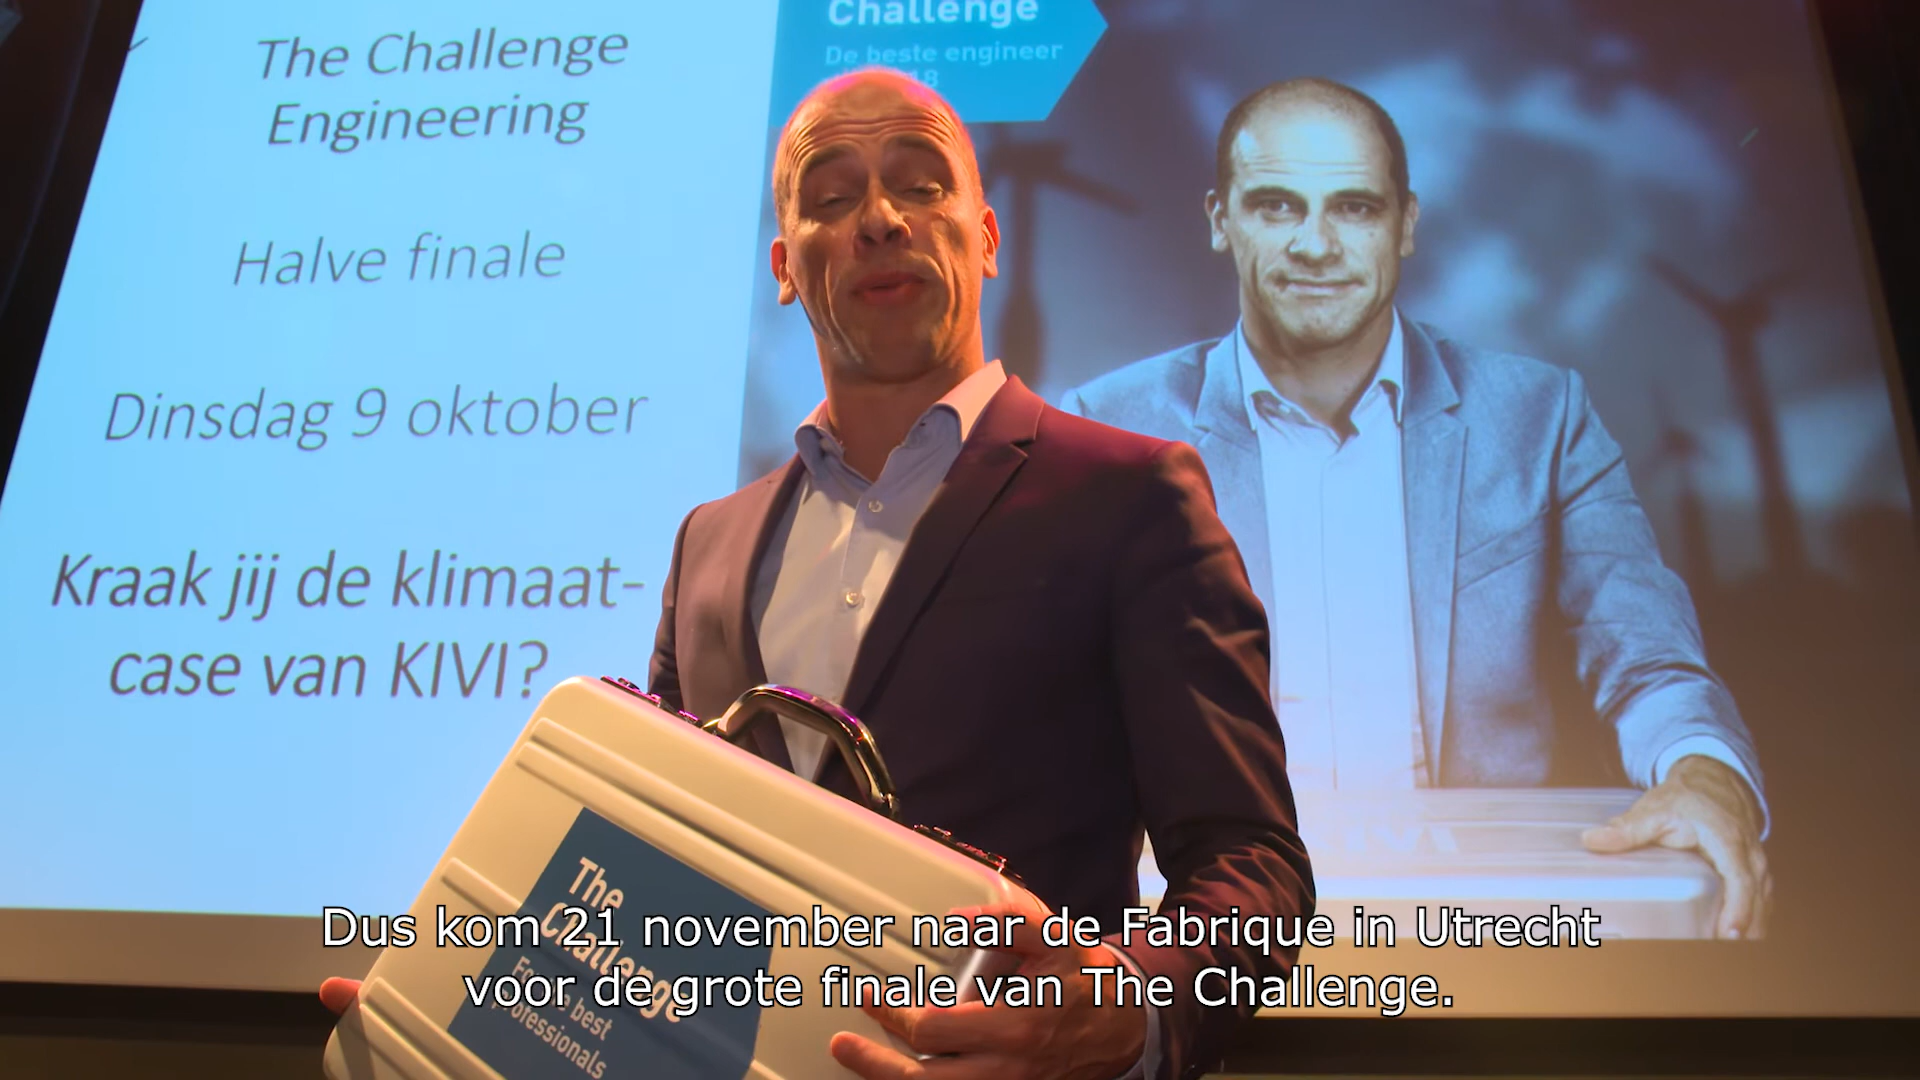 The Challenge
Engineering
Halve finale
Dinsdag 9 oktober
Kraak jij de klimaat-
case van KIVI?
Challenge
De beste engineer
18
The
Challenge
best
professionals
Dus kom 21 november naar de Fabrique in Utrecht
voor de grote finale van The Challenge.